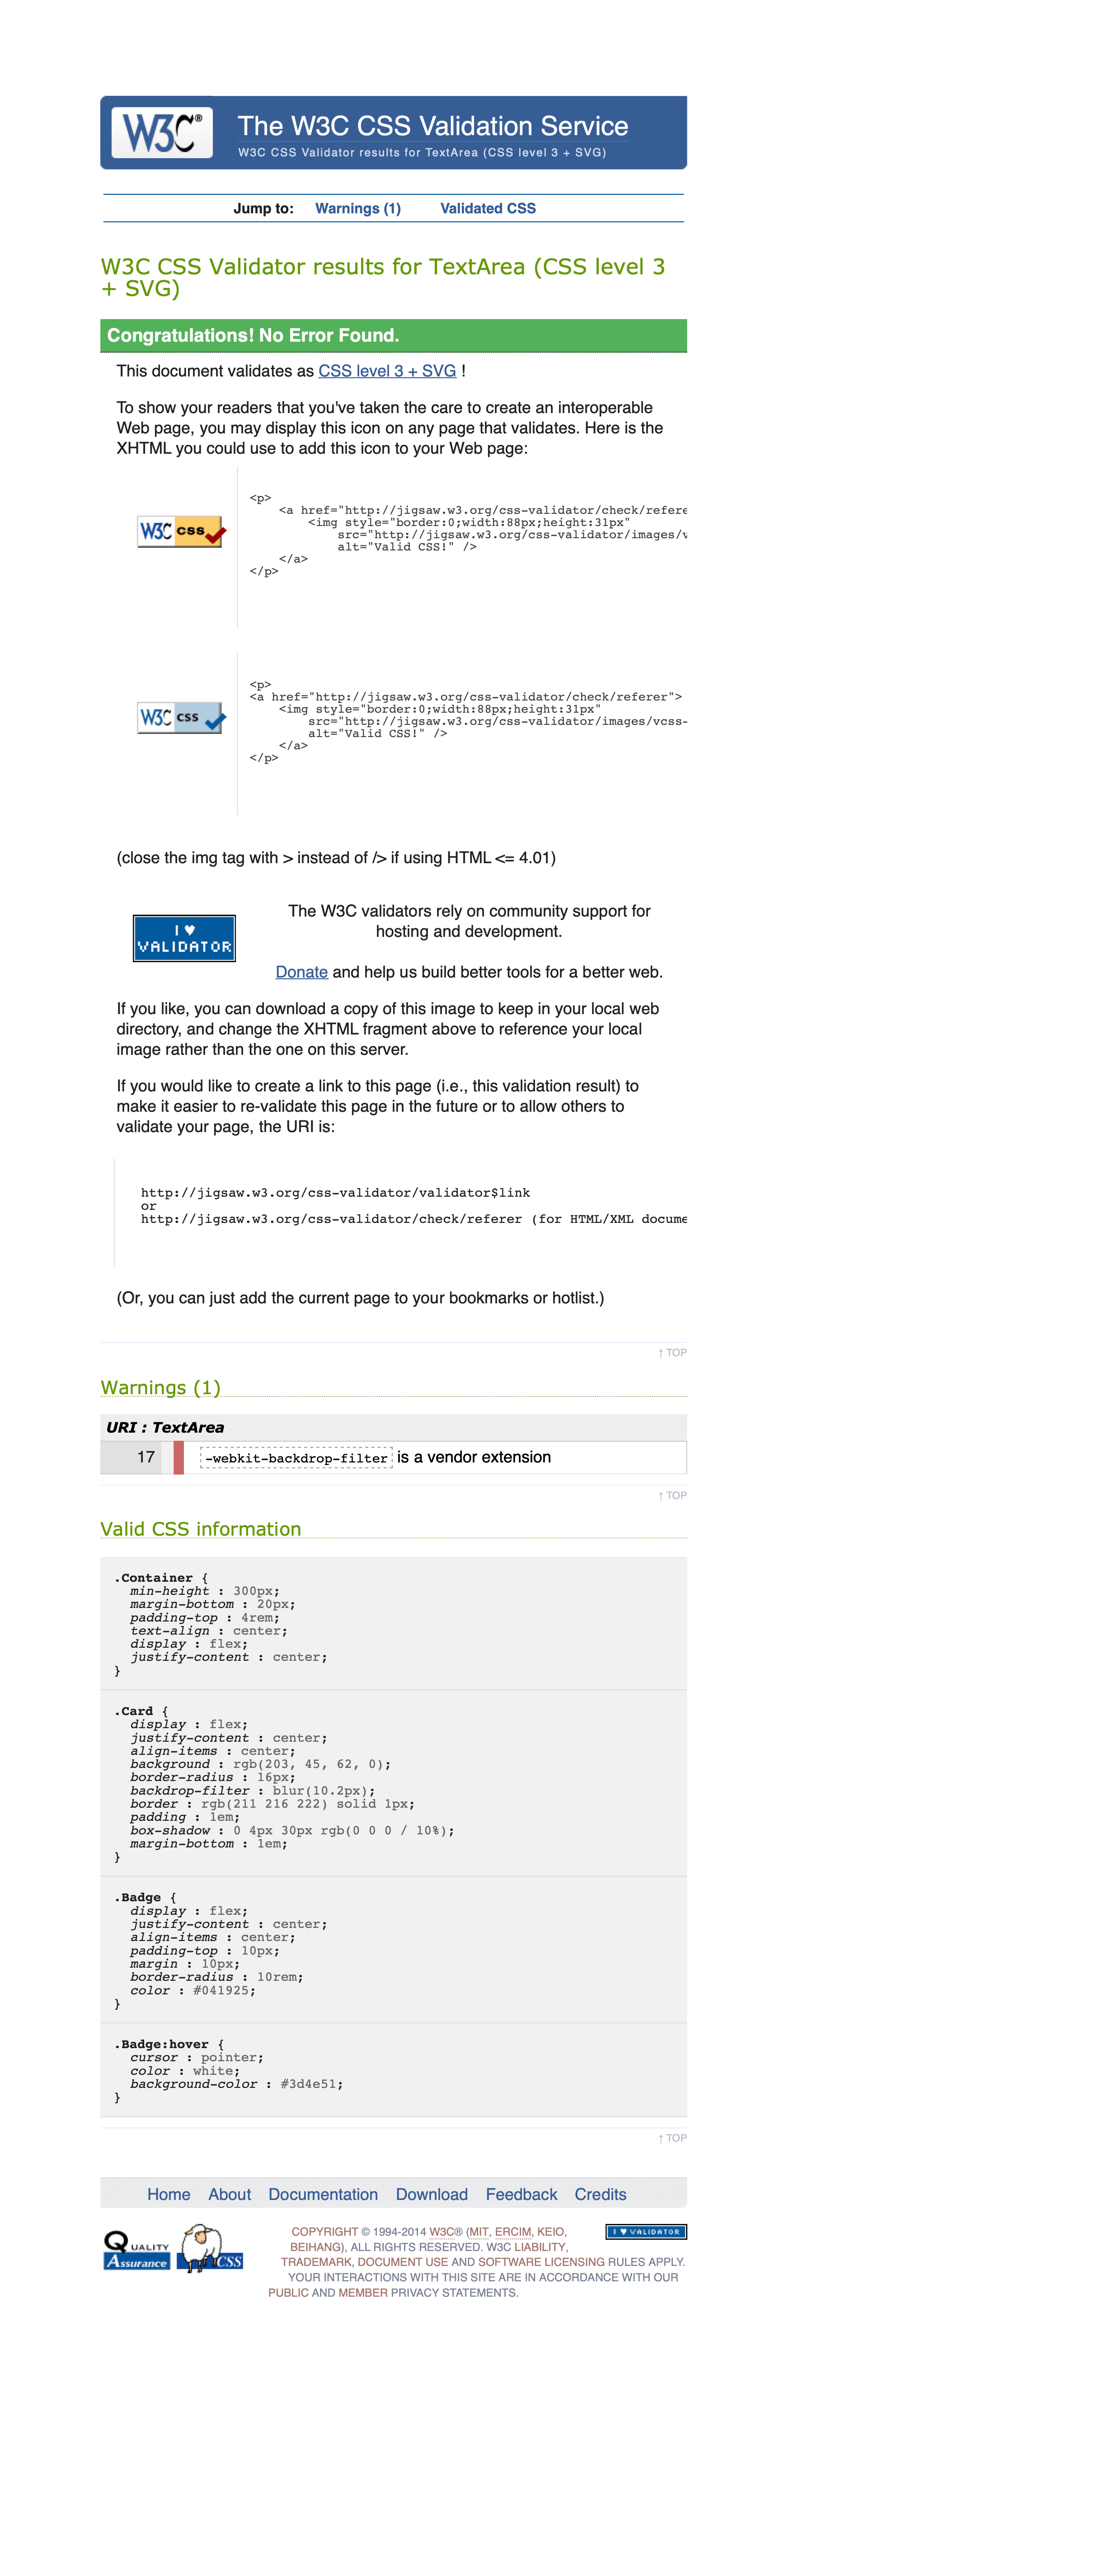 W3C®
The W3C CSS Validation Service
W3C CSS Validator results for TextArea (CSS level 3 + SVG)
Jump to: Warnings (1) Validated CSS
W3C CSS Validator results for TextArea (CSS level 3
+ SVG)
Congratulations! No Error Found.
This document validates as CSS level 3 + SVG !
To show your readers that you've taken the care to create an interoperable
Web page, you may display this icon on any page that validates. Here is the
XHTML you could use to add this icon to your Web page:
W3C css
<p>
<a href="http://jigsaw.w3.org/css-validator/check/refere
<img style="border:0;width:88px;height:31px"
src="http://jigsaw.w3.org/css-validator/images/v
alt="Valid CSS!" />
</a>
</p>
W3C css
<p>
<a href="http://jigsaw.w3.org/css-validator/check/referer">
<img style="border:0;width:88px;height:31px"
src="http://jigsaw.w3.org/css-validator/images/vcss-
alt="Valid CSS!" />
</a>
</p>
(close the img tag with > instead of /> if using HTML <= 4.01)
I ♥
VALIDATOR
The W3C validators rely on community support for
hosting and development.
Donate and help us build better tools for a better web.
If you like, you can download a copy of this image to keep in your local web
directory, and change the XHTML fragment above to reference your local
image rather than the one on this server.
If you would like to create a link to this page (i.e., this validation result) to
make it easier to re-validate this page in the future or to allow others to
validate your page, the URI is:
http://jigsaw.w3.org/css-validator/validator$link
or
http://jigsaw.w3.org/css-validator/check/referer (for HTML/XML docume
(Or, you can just add the current page to your bookmarks or hotlist.)
↑ TOP
Warnings (1)
URI : TextArea
17 -webkit-backdrop-filter is a vendor extension
↑ TOP
Valid CSS information
.Container {
min-height : 300px;
margin-bottom : 20px;
padding-top : 4rem;
text-align : center;
display : flex;
justify-content : center;
}
.Card {
display : flex;
justify-content : center;
align-items : center;
background : rgb(203, 45, 62, 0);
border-radius : 16px;
backdrop-filter : blur(10.2px);
border : rgb(211 216 222) solid 1px;
padding : 1em;
box-shadow : 0 4px 30px rgb(0 0 0 / 10%);
margin-bottom : 1em;
}
.Badge {
display : flex;
justify-content : center;
align-items : center;
padding-top : 10px;
margin : 10px;
border-radius : 10rem;
color : #041925;
}
.Badge:hover {
cursor : pointer;
color : white;
background-color : #3d4e51;
}
↑ TOP
Home About Documentation Download Feedback Credits
QUALITY
Assurance
CSS
COPYRIGHT © 1994-2014 W3C® (MIT, ERCIM, KEIO,
BEIHANG), ALL RIGHTS RESERVED. W3C LIABILITY,
TRADEMARK, DOCUMENT USE AND SOFTWARE LICENSING RULES APPLY.
YOUR INTERACTIONS WITH THIS SITE ARE IN ACCORDANCE WITH OUR
PUBLIC AND MEMBER PRIVACY STATEMENTS.
I ♥ VALIDATOR